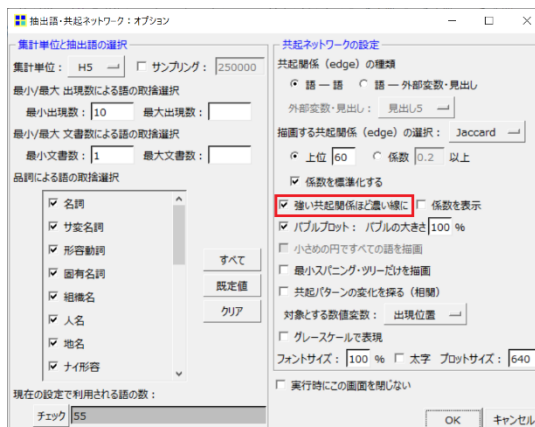 抽出語・共起ネットワーク：オプション
集計単位と抽出語の選択
集計単位： H5 サンプリング： 250000
最小/最大 出現数による語の取捨選択
最小出現数： 10 最大出現数：
最小/最大 文書数による語の取捨選択
最小文書数： 1 最大文書数：
品詞による語の取捨選択
名詞
サ変名詞
形容動詞
固有名詞
組織名
人名
地名
ナイ形容
すべて
既定値
クリア
現在の設定で利用される語の数：
チェック 55
共起ネットワークの設定
共起関係（edge）の種類
語 ― 語 語 ― 外部変数・見出し
外部変数・見出し： 見出し5
描画する共起関係（edge）の選択： Jaccard
上位 60 係数 0.2 以上
係数を標準化する
強い共起関係ほど濃い線に 係数を表示
バブルプロット： バブルの大きさ 100 %
小さめの円ですべての語を描画
最小スパニング・ツリーだけを描画
共起パターンの変化を探る（相関）
対象とする数値変数： 出現位置
グレースケールで表現
フォントサイズ： 100 % 太字 プロットサイズ： 640
実行時にこの画面を閉じない
OK キャンセル